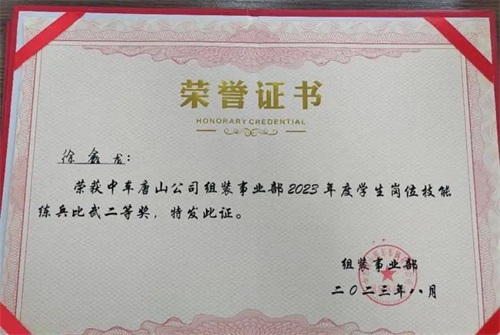 荣誉证书
HONORARY CREDENTIAL
徐鑫龙：
荣获中车唐山公司组装事业部2023年度学生岗位技能
练兵比武二等奖，特发此证。
组装事业部
二〇二三年八月